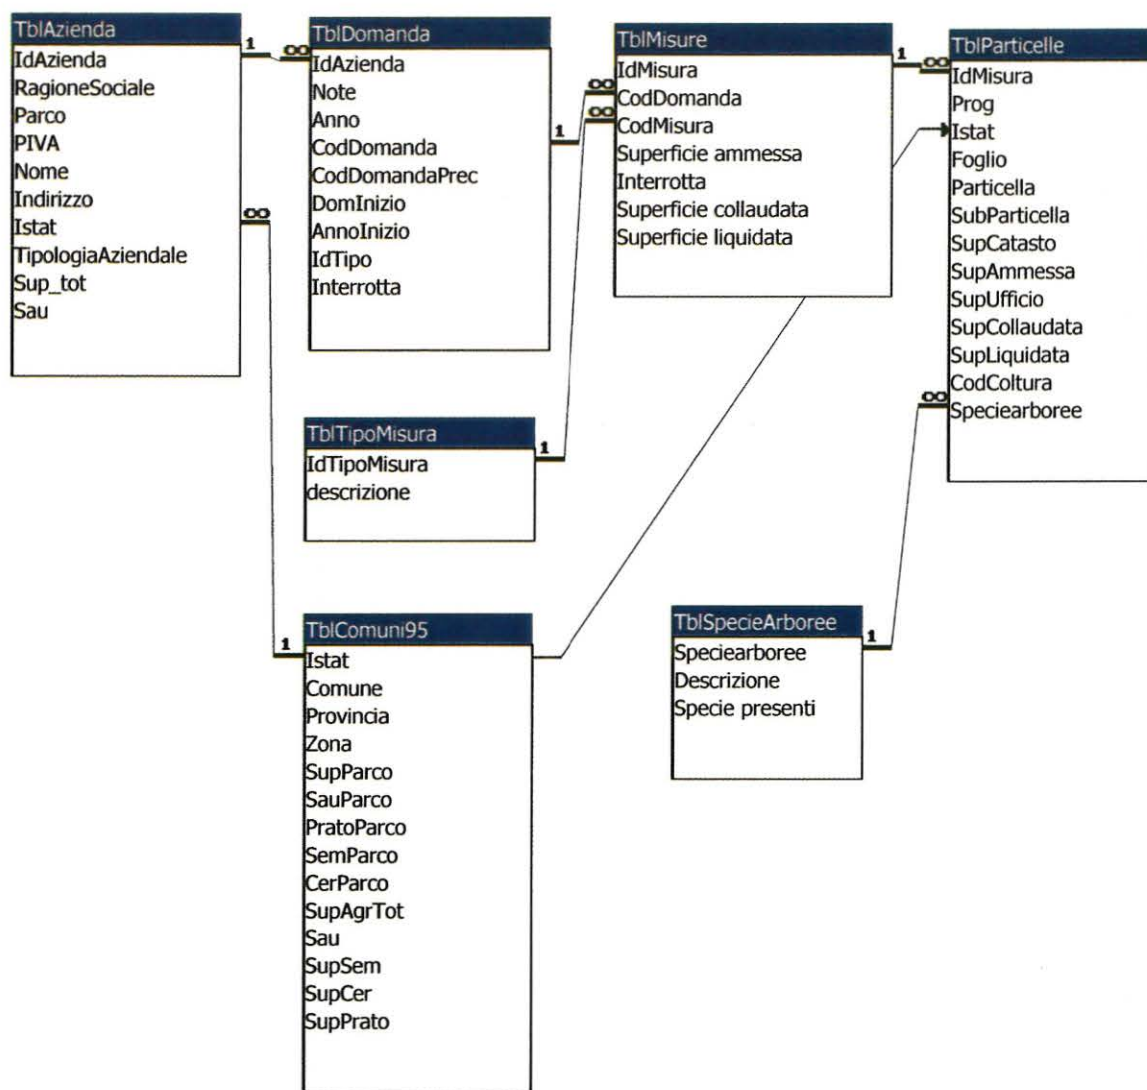 TblAzienda
IdAzienda
RagioneSociale
Parco
PIVA
Nome
Indirizzo
Istat
TipologiaAziendale
Sup_tot
Sau
1
∞
TblDomanda
IdAzienda
Note
Anno
CodDomanda
CodDomandaPrec
DomInizio
AnnoInizio
IdTipo
Interrotta
1
∞
∞
TblMisure
IdMisura
CodDomanda
CodMisura
Superficie ammessa
Interrotta
Superficie collaudata
Superficie liquidata
1
∞
TblParticelle
IdMisura
Prog
Istat
Foglio
Particella
SubParticella
SupCatasto
SupAmmessa
SupUfficio
SupCollaudata
SupLiquidata
CodColtura
Speciearboree
∞
∞
TblTipoMisura
IdTipoMisura
descrizione
1
TblComuni95
1
Istat
Comune
Provincia
Zona
SupParco
SauParco
PratoParco
SemParco
CerParco
SupAgrTot
Sau
SupSem
SupCer
SupPrato
TblSpecieArboree
Speciearboree
Descrizione
Specie presenti
1